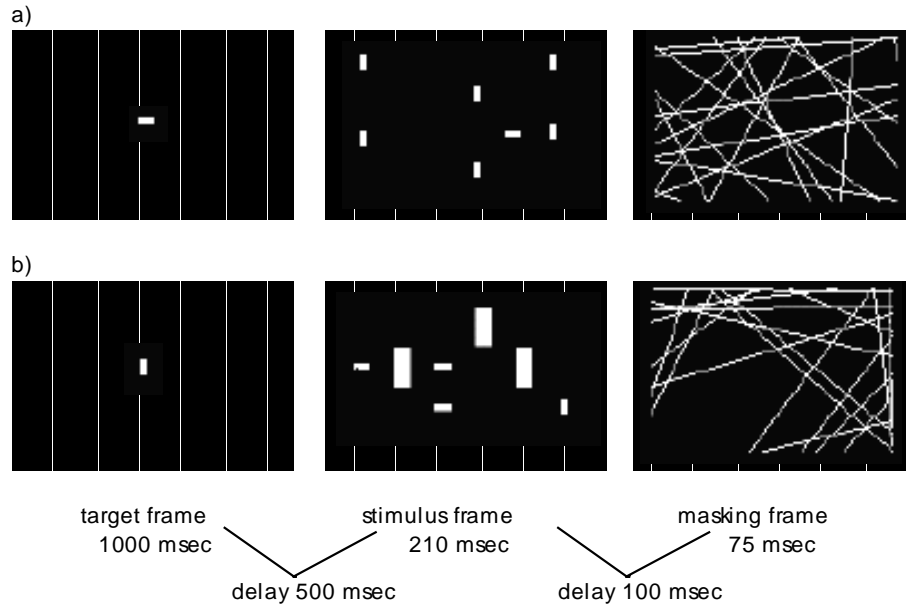 a)
b)
target frame
1000 msec
stimulus frame
210 msec
masking frame
75 msec
delay 500 msec
delay 100 msec